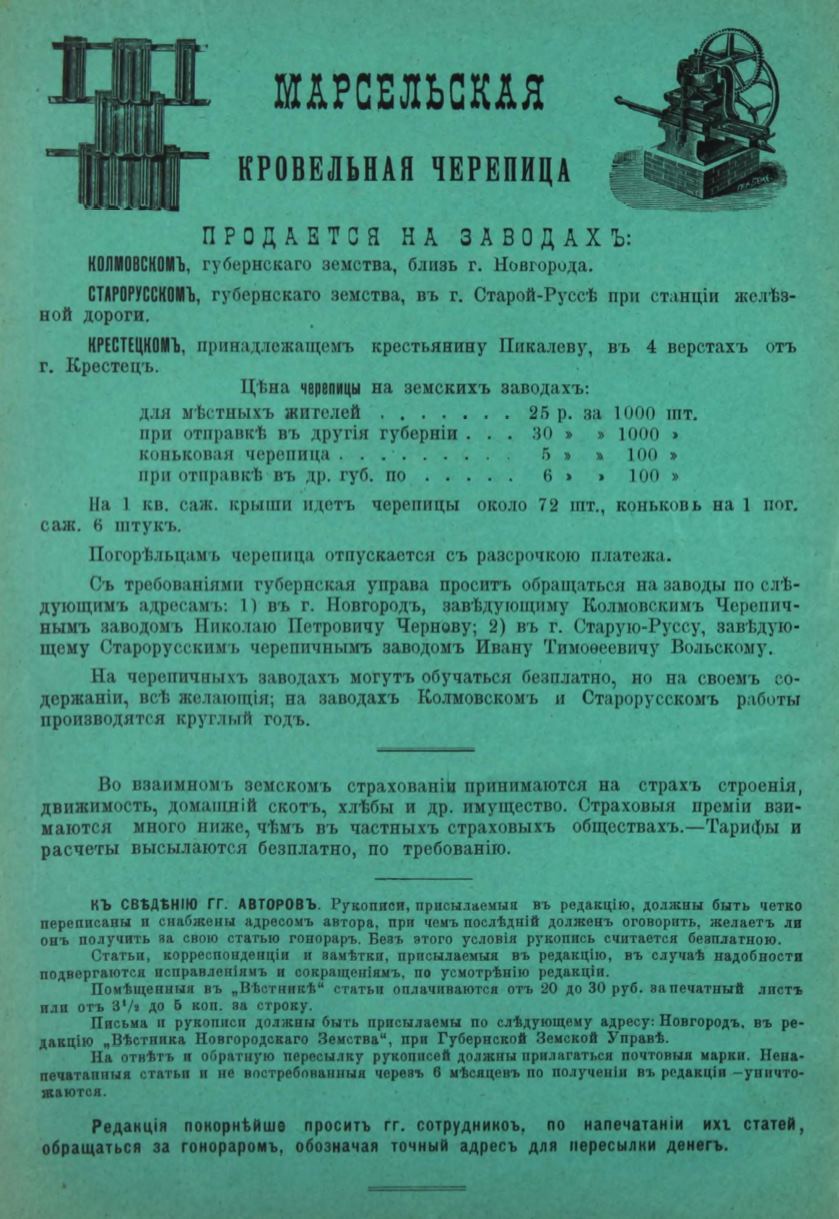 МАРСЕЛЬСКАЯ
КРОВЕЛЬНАЯ ЧЕРЕПИЦА
ПРОДАЕТСЯ НА ЗАВОДАХЪ:
КОЛМОВСКОМЪ, губернскаго земства, близь г. Новгорода.
СТАРОРУССКОМЪ, губернскаго земства, въ г. Старой-Руссѣ при станціи желѣз-
ной дороги.
КРЕСТЕЦКОМЪ, принадлежащемъ крестьянину Пикалеву, въ 4 верстахъ отъ
г. Крестецъ.
Цѣна черепицы на земскихъ заводахъ:
для мѣстныхъ жителей . . . . . . . 25 р. за 1000 шт.
при отправкѣ въ другія губерніи . . . 30 » » 1000 »
коньковая черепица . . . . . . . . . 5 » » 100 »
при отправкѣ въ др. губ. по . . . . . 6 » » 100 »
На 1 кв. саж. крыши идетъ черепицы около 72 шт., коньковъ на 1 пог.
саж. 6 штукъ.
Погорѣльцамъ черепица отпускается съ разсрочкою платежа.
Съ требованіями губернская управа проситъ обращаться на заводы по слѣ-
дующимъ адресамъ: 1) въ г. Новгородъ, завѣдующиму Колмовскимъ Черепич-
нымъ заводомъ Николаю Петровичу Чернову; 2) въ г. Старую-Руссу, завѣдую-
щему Старорусскимъ черепичнымъ заводомъ Ивану Тимоѳеевичу Вольскому.
На черепичныхъ заводахъ могутъ обучаться безплатно, но на своемъ со-
держаніи, всѣ желающія; на заводахъ Колмовскомъ и Старорусскомъ работы
производятся круглый годъ.
Во взаимномъ земскомъ страхованіи принимаются на страхъ строенія,
движимость, домашній скотъ, хлѣбы и др. имущество. Страховыя преміи взи-
маются много ниже, чѣмъ въ частныхъ страховыхъ обществахъ.—Тарифы и
расчеты высылаются безплатно, по требованію.
КЪ СВѢДѢНІЮ ГГ. АВТОРОВЪ. Рукописи, присылаемыя въ редакцію, должны быть четко
переписаны и снабжены адресомъ автора, при чемъ послѣдній долженъ оговорить, желаетъ ли
онъ получить за свою статью гонораръ. Безъ этого условія рукопись считается безплатною.
Статьи, корреспонденціи и замѣтки, присылаемыя въ редакцію, въ случаѣ надобности
подвергаются исправленіямъ и сокращеніямъ, по усмотрѣнію редакціи.
Помѣщенныя въ „Вѣстникѣ“ статьи оплачиваются отъ 20 до 30 руб. за печатный листъ
или отъ 3¹/₂ до 5 коп. за строку.
Письма и рукописи должны быть присылаемы по слѣдующему адресу: Новгородъ, въ ре-
дакцію „Вѣстника Новгородскаго Земства“, при Губернской Земской Управѣ.
На отвѣтъ и обратную пересылку рукописей должны прилагаться почтовыя марки. Нена-
печатанныя статьи и не востребованныя черезъ 6 мѣсяцевъ по полученіи въ редакціи —уничто-
жаются.
Редакція покорнѣйше проситъ гг. сотрудниковъ, по напечатаніи ихъ статей,
обращаться за гонораромъ, обозначая точный адресъ для пересылки денегъ.